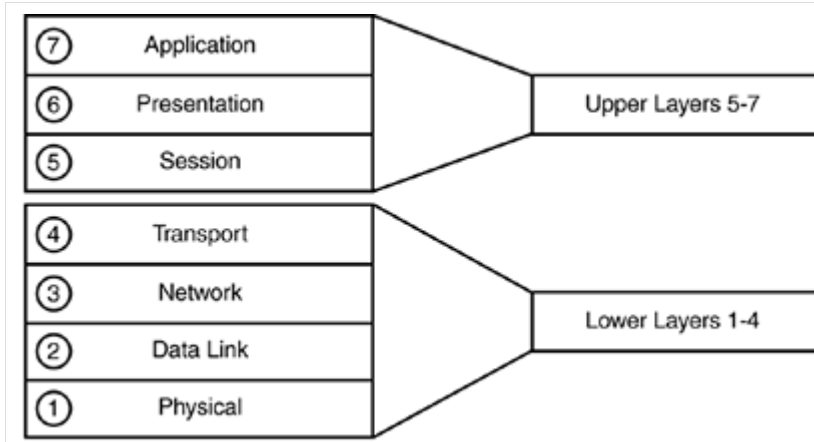 7 Application
6 Presentation
5 Session
Upper Layers 5-7
4 Transport
3 Network
2 Data Link
1 Physical
Lower Layers 1-4